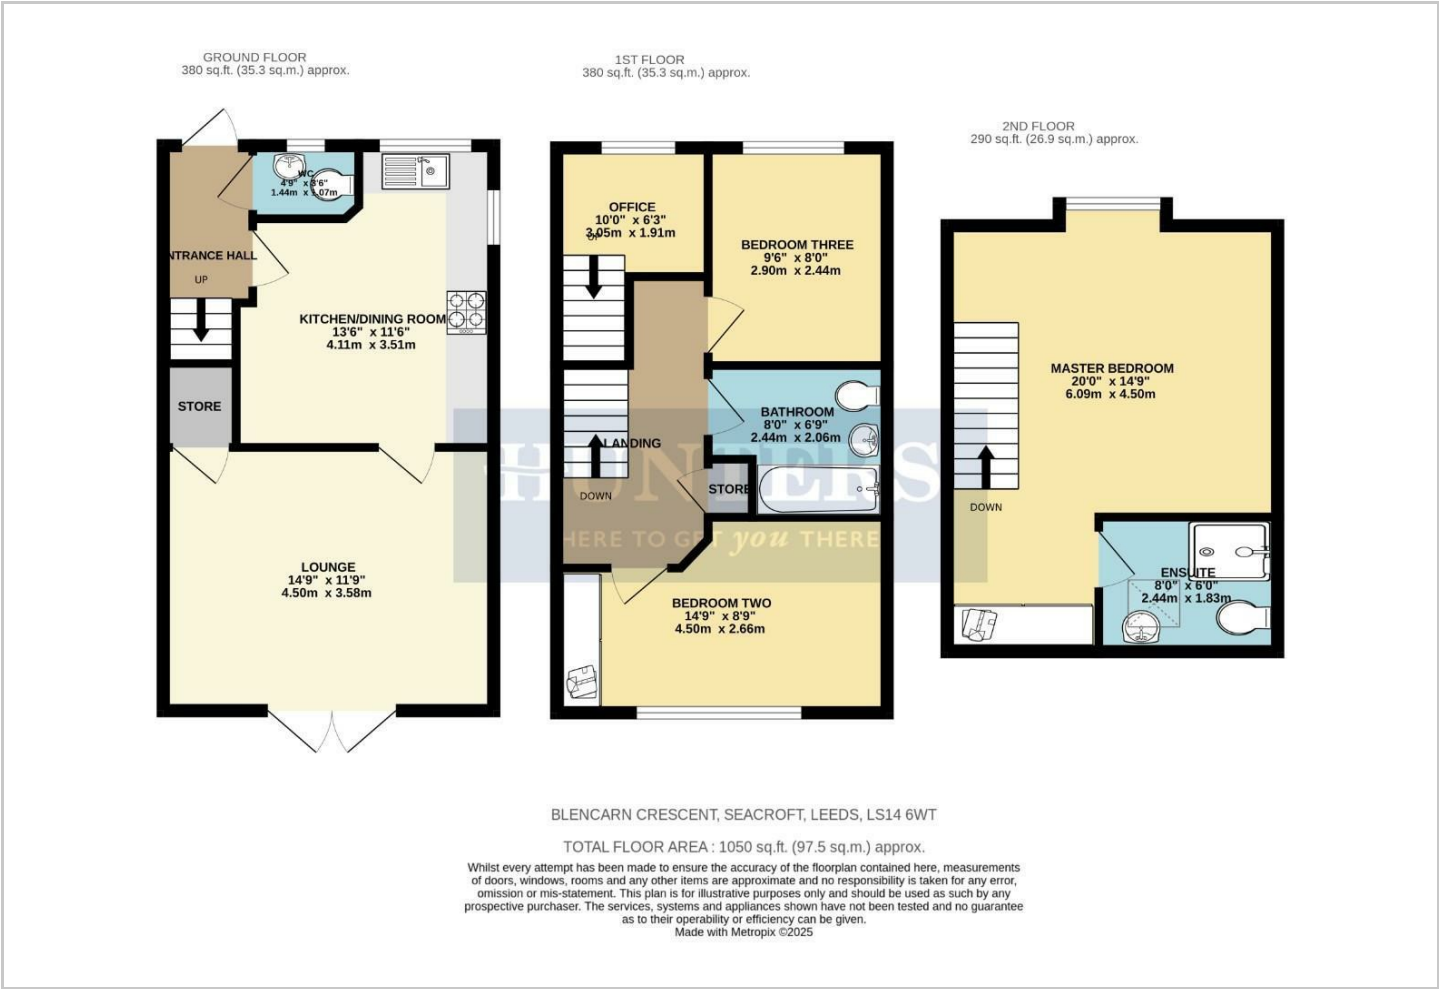 GROUND FLOOR
380 sq.ft. (35.3 sq.m.) approx.
WC
4'9" x 3'6"
1.44m x 1.07m
ENTRANCE HALL
UP
KITCHEN/DINING ROOM
13'6" x 11'6"
4.11m x 3.51m
STORE
LOUNGE
14'9" x 11'9"
4.50m x 3.58m
1ST FLOOR
380 sq.ft. (35.3 sq.m.) approx.
OFFICE
10'0" x 6'3"
3.05m x 1.91m
UP
BEDROOM THREE
9'6" x 8'0"
2.90m x 2.44m
BATHROOM
8'0" x 6'9"
2.44m x 2.06m
LANDING
DOWN
STORE
HUNTERS
HERE TO GET you THERE
BEDROOM TWO
14'9" x 8'9"
4.50m x 2.66m
2ND FLOOR
290 sq.ft. (26.9 sq.m.) approx.
MASTER BEDROOM
20'0" x 14'9"
6.09m x 4.50m
DOWN
ENSUITE
8'0" x 6'0"
2.44m x 1.83m
BLENCARN CRESCENT, SEACROFT, LEEDS, LS14 6WT
TOTAL FLOOR AREA : 1050 sq.ft. (97.5 sq.m.) approx.
Whilst every attempt has been made to ensure the accuracy of the floorplan contained here, measurements
of doors, windows, rooms and any other items are approximate and no responsibility is taken for any error,
omission or mis-statement. This plan is for illustrative purposes only and should be used as such by any
prospective purchaser. The services, systems and appliances shown have not been tested and no guarantee
as to their operability or efficiency can be given.
Made with Metropix ©2025